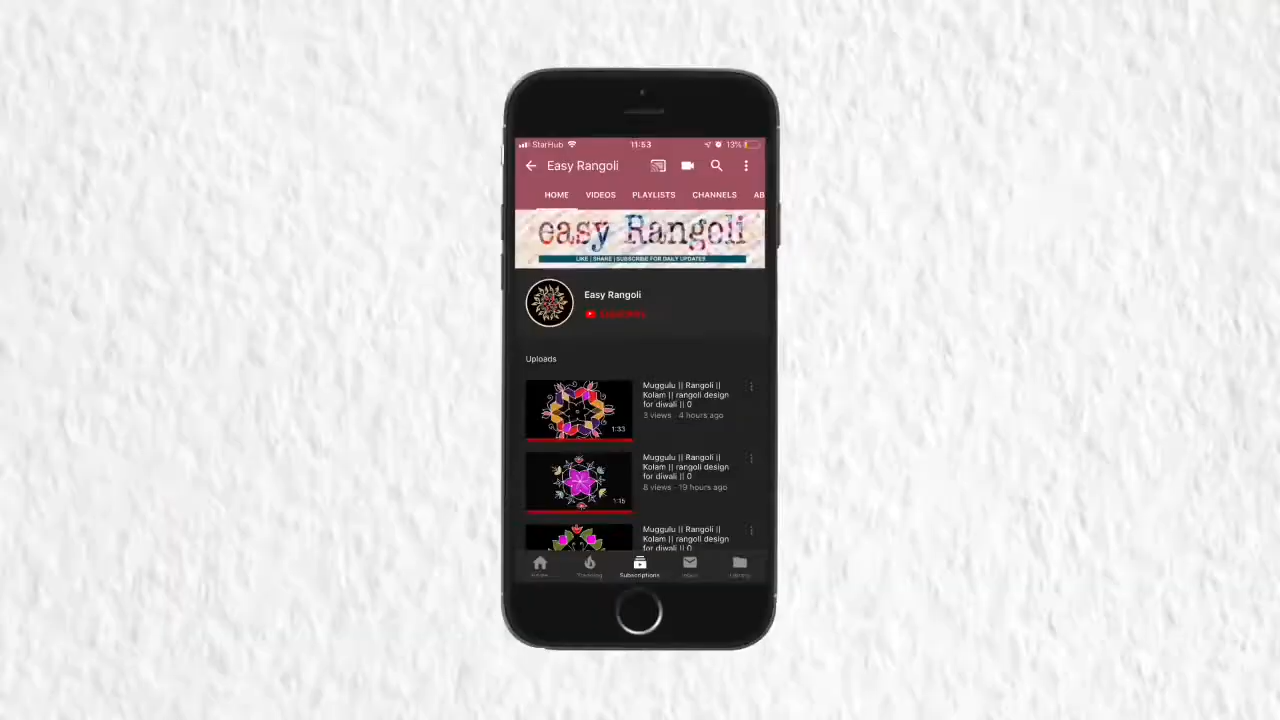 StarHub 11:53 13%
Easy Rangoli
HOME VIDEOS PLAYLISTS CHANNELS AB
easy Rangoli
LIKE | SHARE | SUBSCRIBE FOR DAILY UPDATES
Easy Rangoli
Uploads
Muggulu || Rangoli ||
Kolam || rangoli design
for diwali || 0
3 views · 4 hours ago
1:33
Muggulu || Rangoli ||
Kolam || rangoli design
for diwali || 0
8 views · 19 hours ago
1:15
Muggulu || Rangoli ||
Kolam || rangoli design
for diwali || 0
Subscriptions